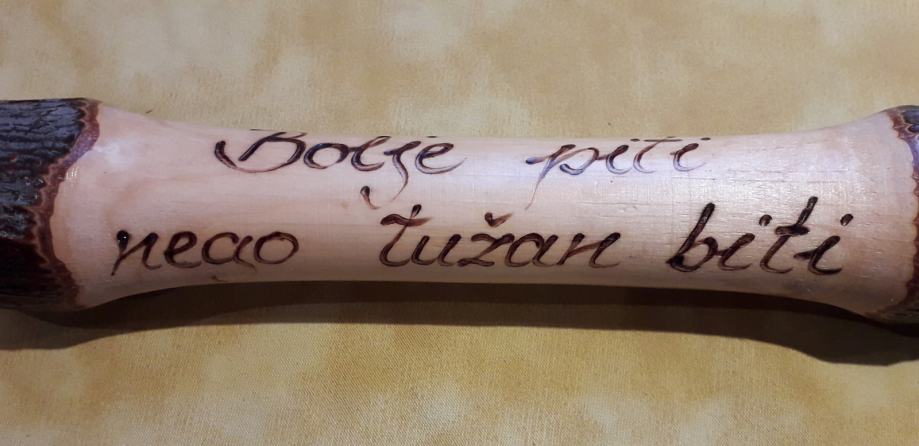 Bolje piti
nego tužan biti